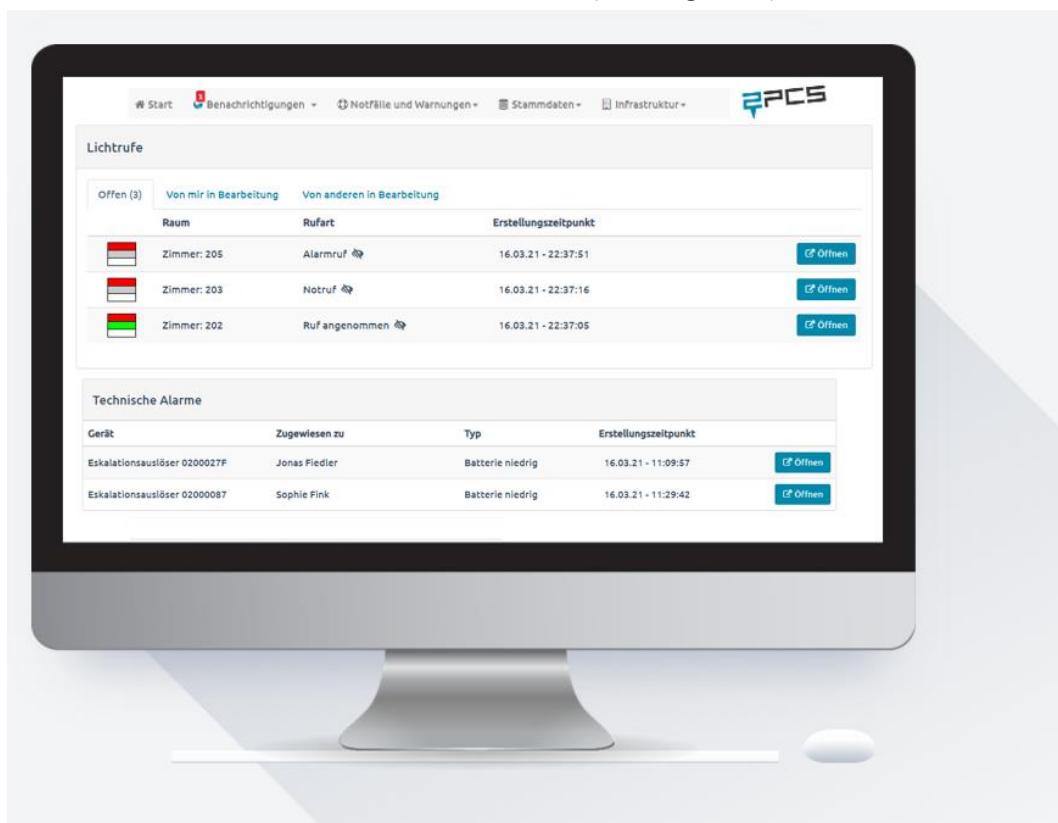 Start 1 Benachrichtigungen Notfälle und Warnungen Stammdaten Infrastruktur 2PCS
Lichtrufe
Offen (3) Von mir in Bearbeitung Von anderen in Bearbeitung
Raum Rufart Erstellungszeitpunkt
Zimmer: 205 Alarmruf 16.03.21 - 22:37:51 Öffnen
Zimmer: 203 Notruf 16.03.21 - 22:37:16 Öffnen
Zimmer: 202 Ruf angenommen 16.03.21 - 22:37:05 Öffnen
Technische Alarme
Gerät Zugewiesen zu Typ Erstellungszeitpunkt
Eskalationsauslöser 0200027F Jonas Fiedler Batterie niedrig 16.03.21 - 11:09:57 Öffnen
Eskalationsauslöser 02000087 Sophie Fink Batterie niedrig 16.03.21 - 11:29:42 Öffnen